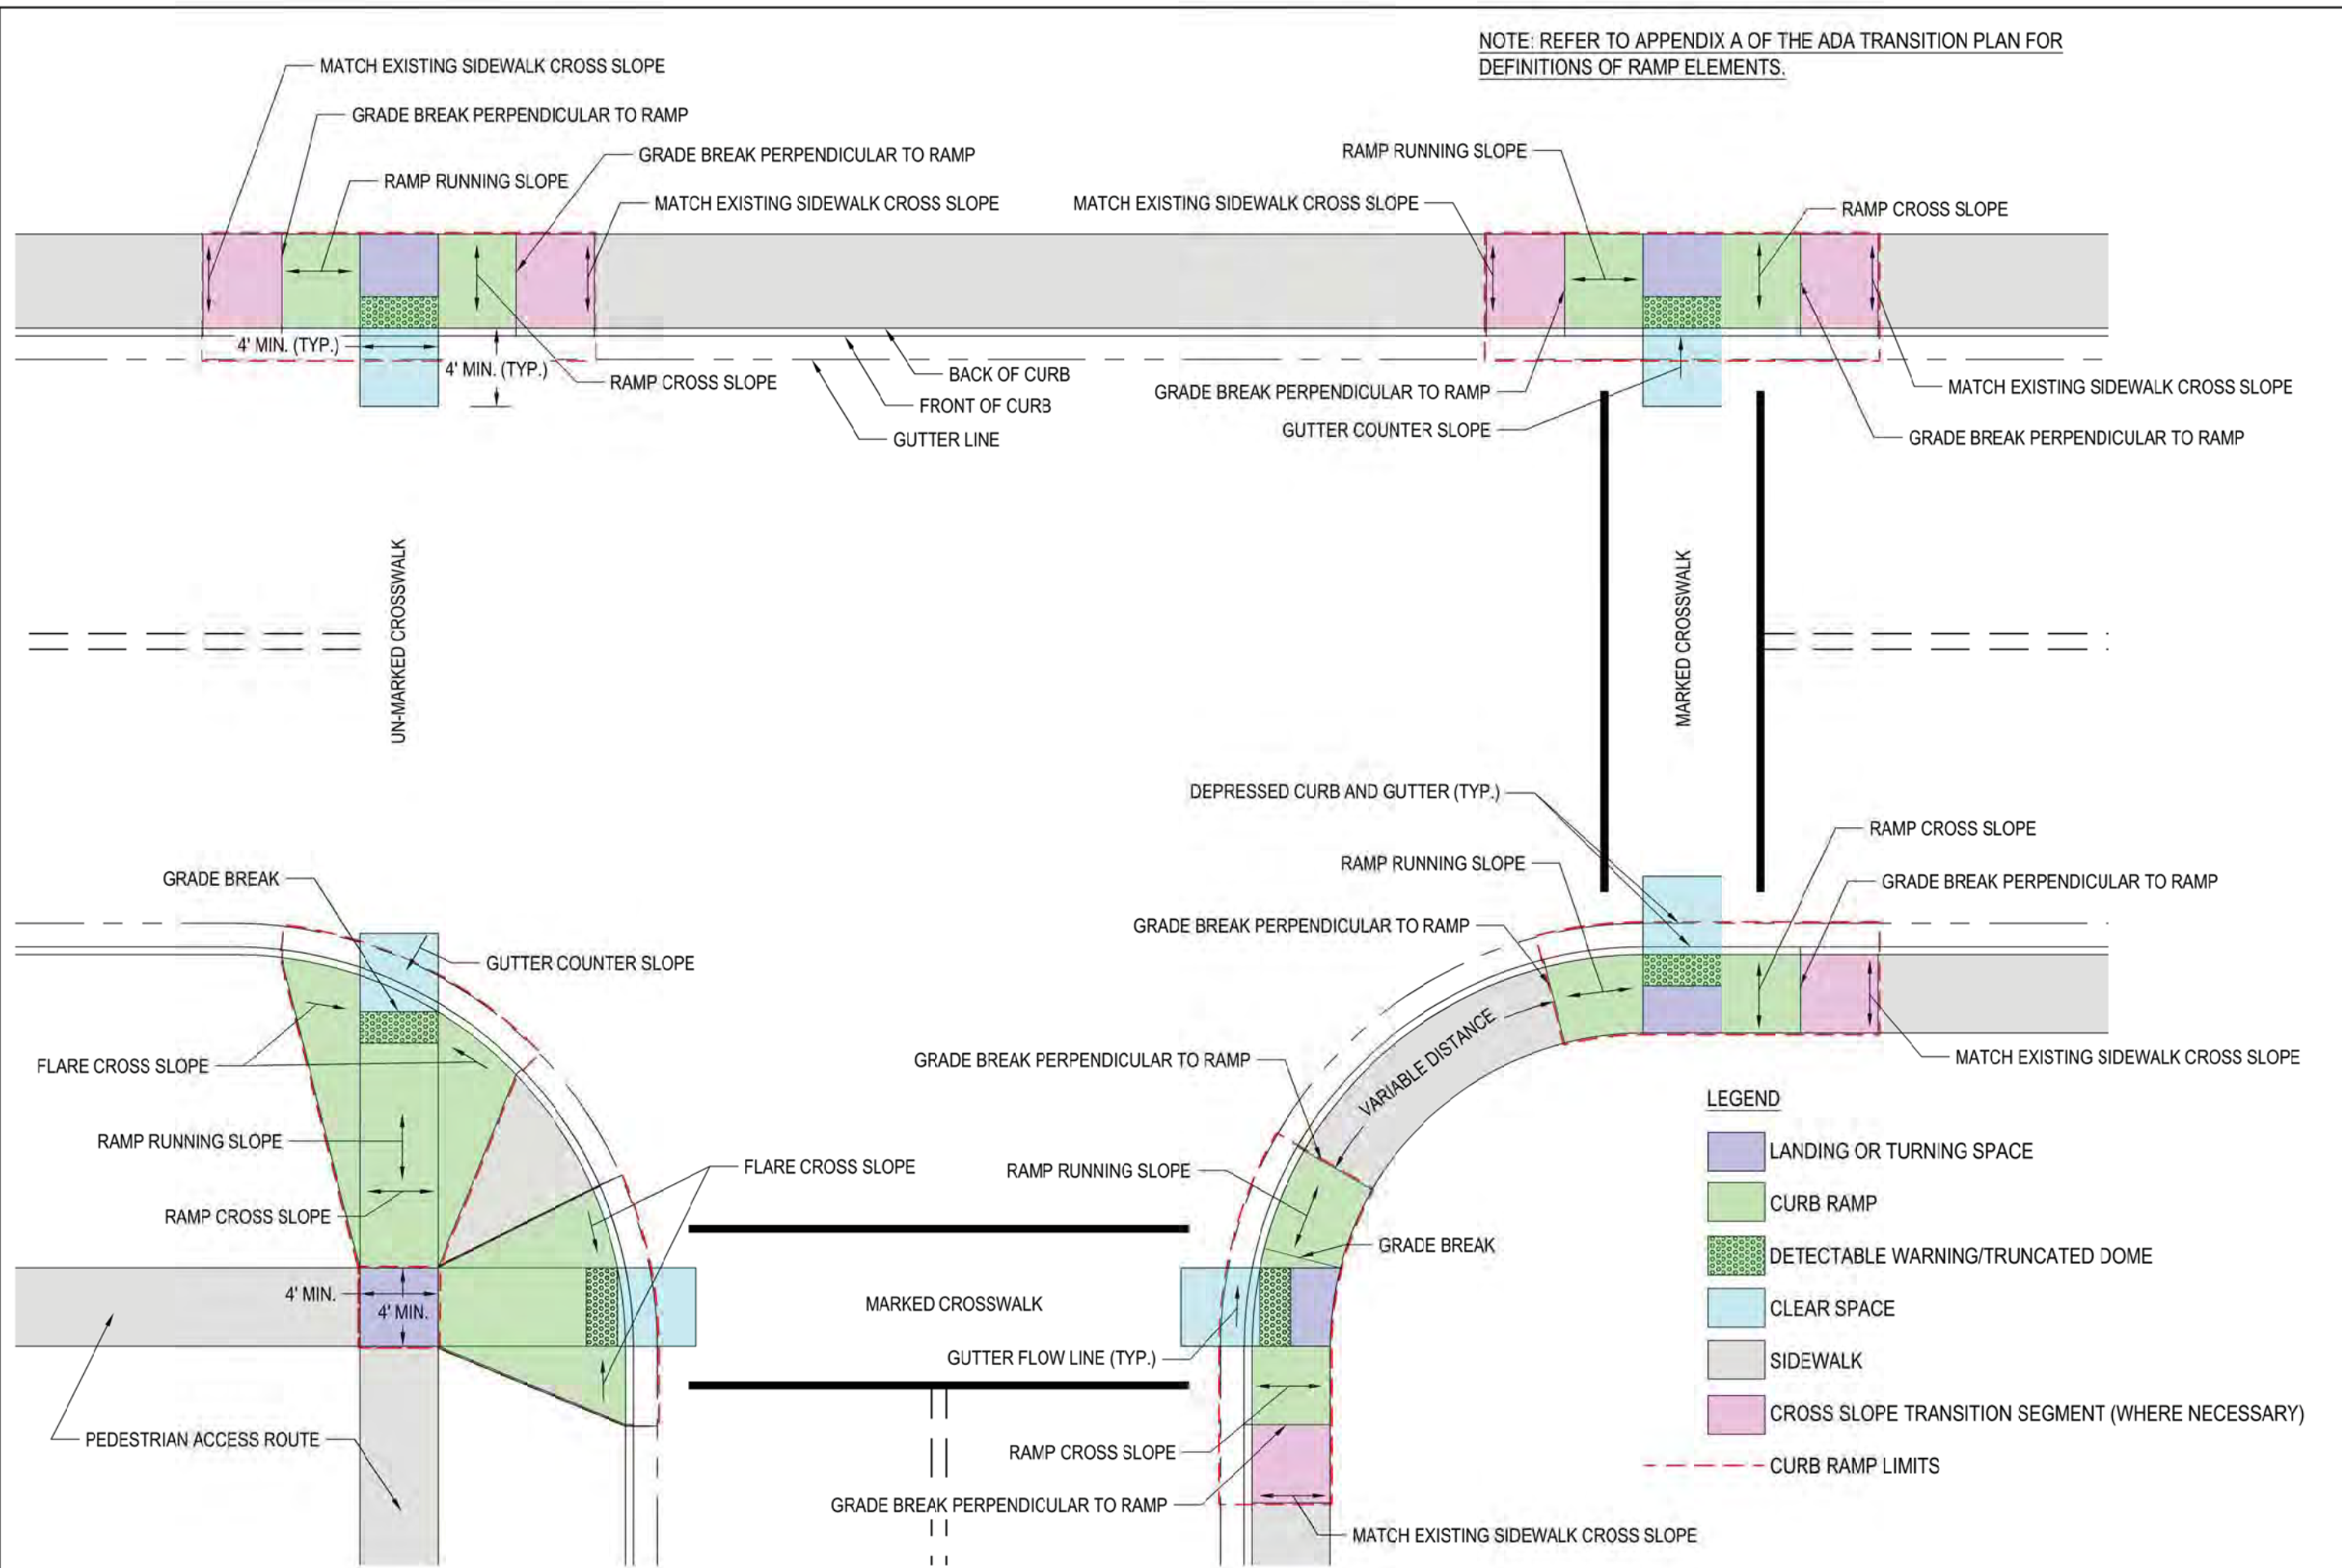 NOTE: REFER TO APPENDIX A OF THE ADA TRANSITION PLAN FOR
DEFINITIONS OF RAMP ELEMENTS.
MATCH EXISTING SIDEWALK CROSS SLOPE
GRADE BREAK PERPENDICULAR TO RAMP
GRADE BREAK PERPENDICULAR TO RAMP
RAMP RUNNING SLOPE
MATCH EXISTING SIDEWALK CROSS SLOPE
RAMP RUNNING SLOPE
MATCH EXISTING SIDEWALK CROSS SLOPE
RAMP CROSS SLOPE
4' MIN. (TYP.)
4' MIN. (TYP.)
RAMP CROSS SLOPE
BACK OF CURB
FRONT OF CURB
GUTTER LINE
GRADE BREAK PERPENDICULAR TO RAMP
GUTTER COUNTER SLOPE
MATCH EXISTING SIDEWALK CROSS SLOPE
GRADE BREAK PERPENDICULAR TO RAMP
UN-MARKED CROSSWALK
MARKED CROSSWALK
DEPRESSED CURB AND GUTTER (TYP.)
RAMP CROSS SLOPE
RAMP RUNNING SLOPE
GRADE BREAK PERPENDICULAR TO RAMP
GRADE BREAK PERPENDICULAR TO RAMP
GRADE BREAK
GUTTER COUNTER SLOPE
FLARE CROSS SLOPE
RAMP RUNNING SLOPE
RAMP CROSS SLOPE
FLARE CROSS SLOPE
4' MIN.
4' MIN.
PEDESTRIAN ACCESS ROUTE
MARKED CROSSWALK
GRADE BREAK PERPENDICULAR TO RAMP
VARIABLE DISTANCE
MATCH EXISTING SIDEWALK CROSS SLOPE
RAMP RUNNING SLOPE
GRADE BREAK
GUTTER FLOW LINE (TYP.)
RAMP CROSS SLOPE
GRADE BREAK PERPENDICULAR TO RAMP
MATCH EXISTING SIDEWALK CROSS SLOPE
LEGEND
LANDING OR TURNING SPACE
CURB RAMP
DETECTABLE WARNING/TRUNCATED DOME
CLEAR SPACE
SIDEWALK
CROSS SLOPE TRANSITION SEGMENT (WHERE NECESSARY)
CURB RAMP LIMITS